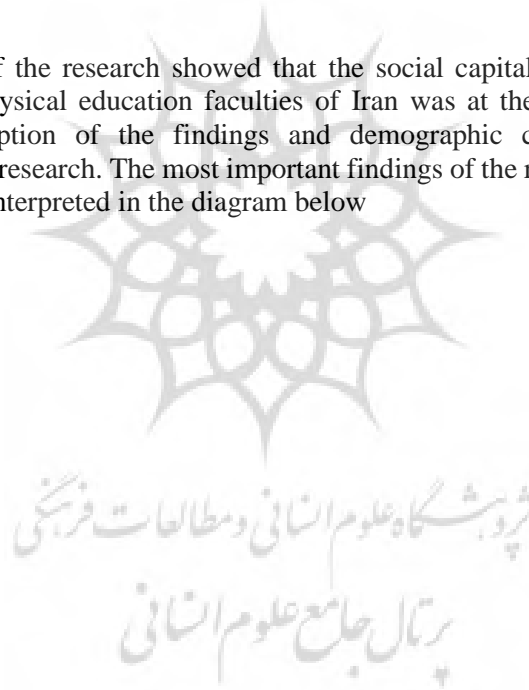 f the research showed that the social capital
ysical education faculties of Iran was at the
ption of the findings and demographic c
research. The most important findings of the r
nterpreted in the diagram below
پژوهشگاه علوم انسانی و مطالعات فرهنگی
پرتال جامع علوم انسانی